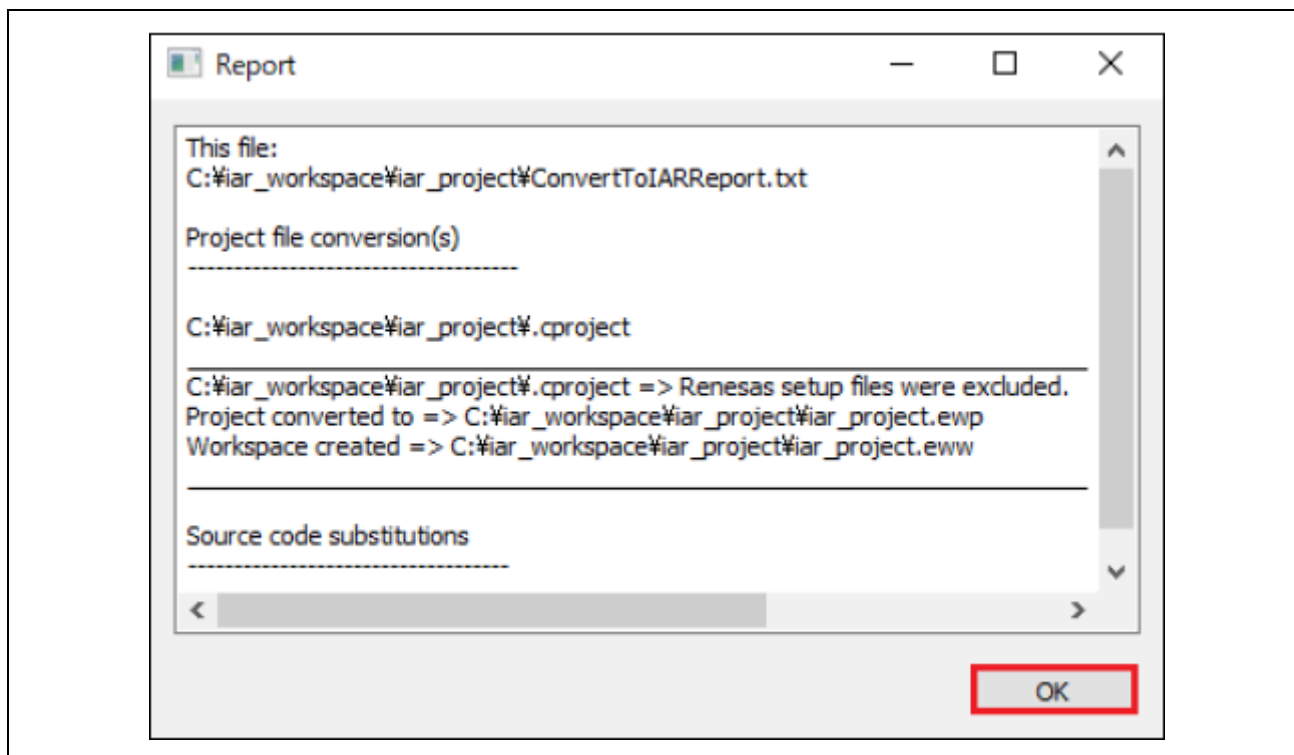 Report
This file:
C:¥iar_workspace¥iar_project¥ConvertToIARReport.txt
Project file conversion(s)
-------------------------------------
C:¥iar_workspace¥iar_project¥.cproject
C:¥iar_workspace¥iar_project¥.cproject => Renesas setup files were excluded.
Project converted to => C:¥iar_workspace¥iar_project¥iar_project.ewp
Workspace created => C:¥iar_workspace¥iar_project¥iar_project.eww
Source code substitutions
------------------------------------
OK